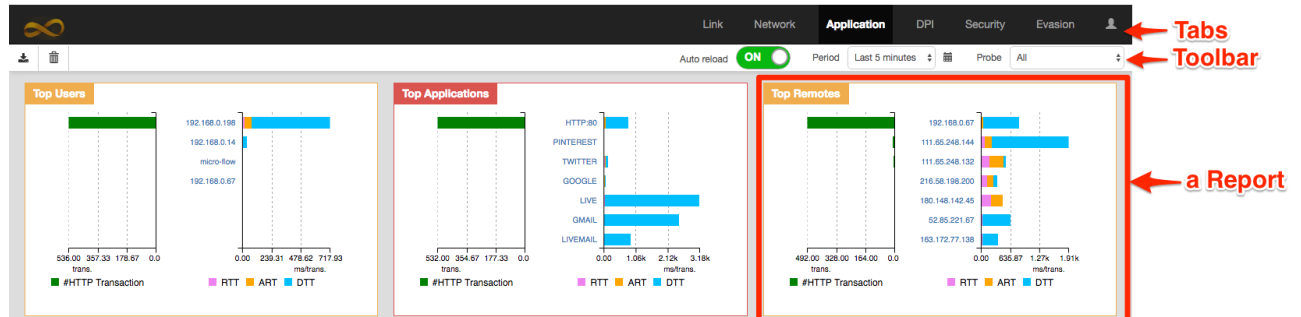 Link Network Application DPI Security Evasion
Tabs
Auto reload ON Period Last 5 minutes Probe All
Toolbar
Top Users
192.168.0.198
192.168.0.14
micro-flow
192.168.0.67
536.00 357.33 178.67 0.0
trans.
0.00 239.31 478.62 717.93
ms/trans.
#HTTP Transaction
RTT ART DTT
Top Applications
HTTP:80
PINTEREST
TWITTER
GOOGLE
LIVE
GMAIL
LIVEMAIL
532.00 354.67 177.33 0.0
trans.
0.00 1.06k 2.12k 3.18k
ms/trans.
#HTTP Transaction
RTT ART DTT
Top Remotes
192.168.0.67
111.65.248.144
111.65.248.132
216.58.198.200
180.148.142.45
52.85.221.67
163.172.77.138
492.00 328.00 164.00 0.0
trans.
0.00 635.87 1.27k 1.91k
ms/trans.
#HTTP Transaction
RTT ART DTT
a Report